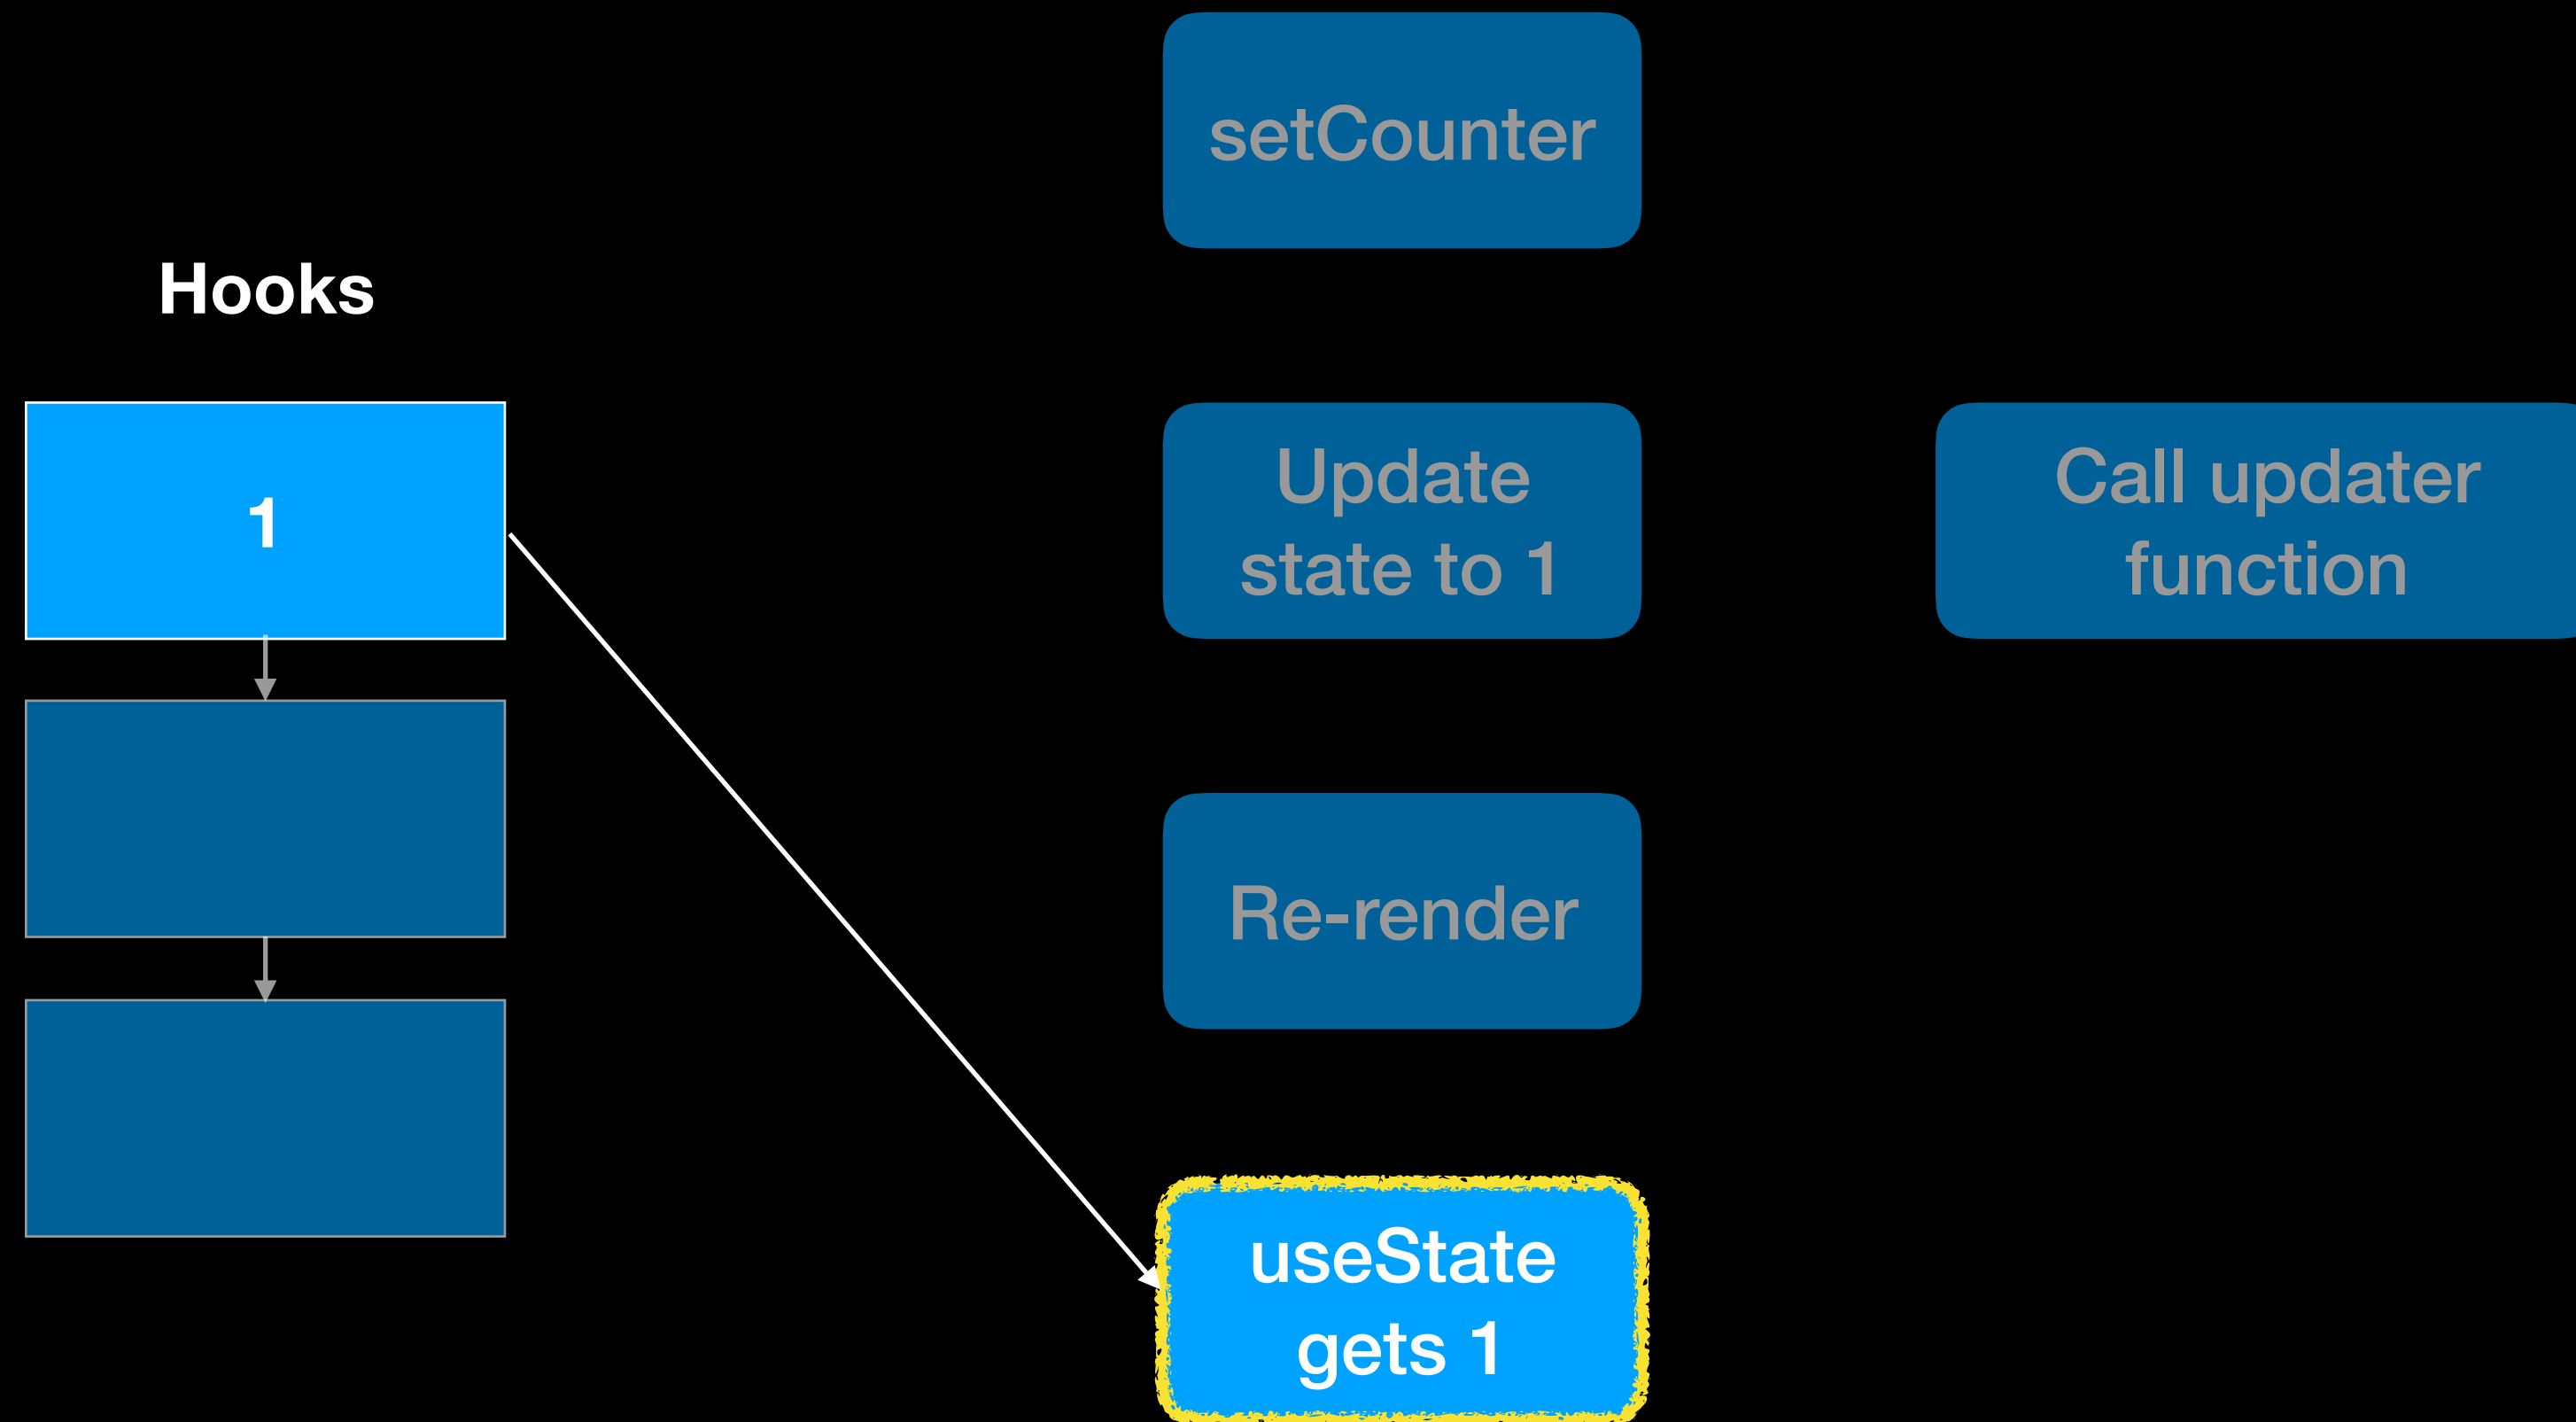 Hooks
1
setCounter
Update
state to 1
Call updater
function
Re-render
useState
gets 1